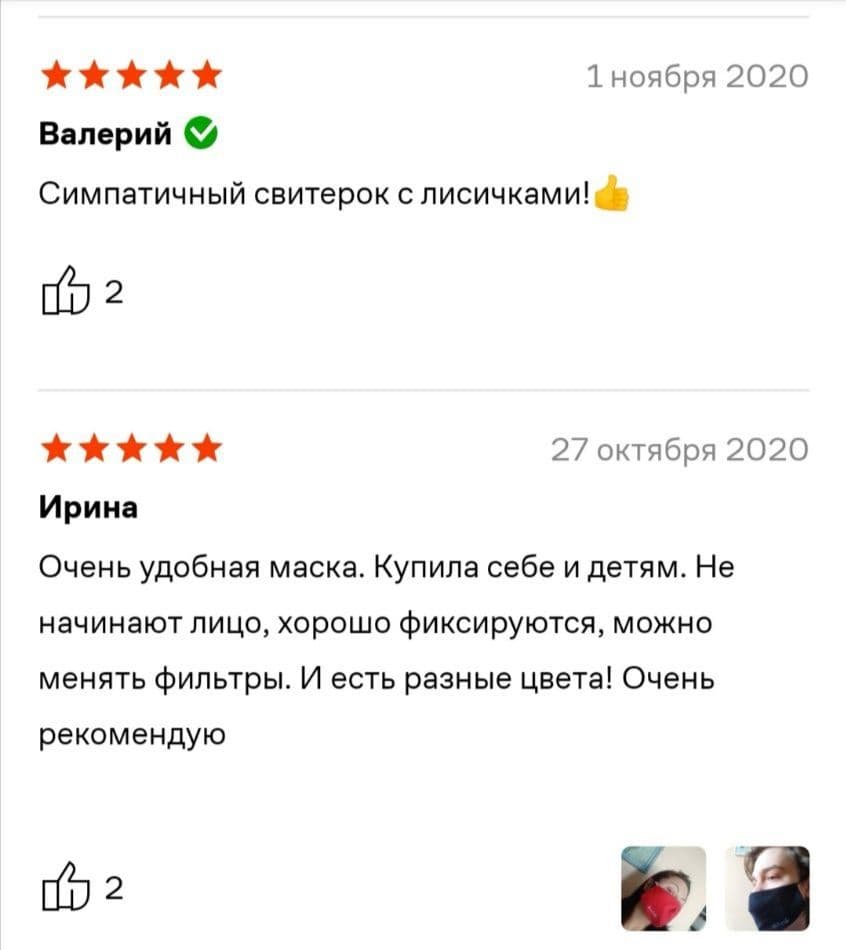 1 ноября 2020
Валерий
Симпатичный свитерок с лисичками!👍
2
27 октября 2020
Ирина
Очень удобная маска. Купила себе и детям. Не
начинают лицо, хорошо фиксируются, можно
менять фильтры. И есть разные цвета! Очень
рекомендую
2